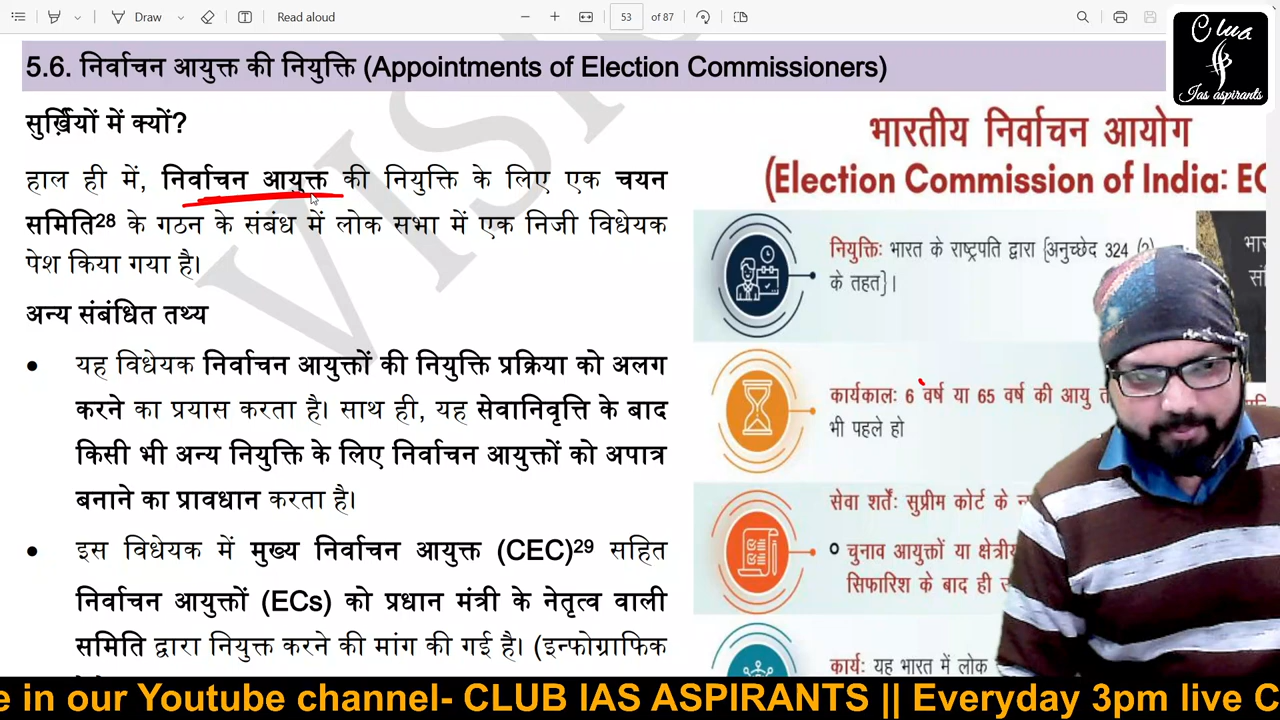 Draw
Read aloud
53 of 87
Clua
Ias aspirants
5.6. निर्वाचन आयुक्त की नियुक्ति (Appointments of Election Commissioners)
सुर्ख़ियों में क्यों?
हाल ही में, निर्वाचन आयुक्त की नियुक्ति के लिए एक चयन
समिति28 के गठन के संबंध में लोक सभा में एक निजी विधेयक
पेश किया गया है।
अन्य संबंधित तथ्य
• यह विधेयक निर्वाचन आयुक्तों की नियुक्ति प्रक्रिया को अलग
करने का प्रयास करता है। साथ ही, यह सेवानिवृत्ति के बाद
किसी भी अन्य नियुक्ति के लिए निर्वाचन आयुक्तों को अपात्र
बनाने का प्रावधान करता है।
• इस विधेयक में मुख्य निर्वाचन आयुक्त (CEC)29 सहित
निर्वाचन आयुक्तों (ECs) को प्रधान मंत्री के नेतृत्व वाली
समिति द्वारा नियुक्त करने की मांग की गई है। (इन्फोग्राफिक
भारतीय निर्वाचन आयोग
(Election Commission of India: EC
नियुक्ति: भारत के राष्ट्रपति द्वारा {अनुच्छेद 324 (2)
के तहत}।
कार्यकाल: 6 वर्ष या 65 वर्ष की आयु
भी पहले हो
सेवा शर्तें: सुप्रीम कोर्ट के
चुनाव आयुक्तों या क्षेत्रीय
सिफारिश के बाद ही
कार्य: यह भारत में लोक
e in our Youtube channel- CLUB IAS ASPIRANTS || Everyday 3pm live C